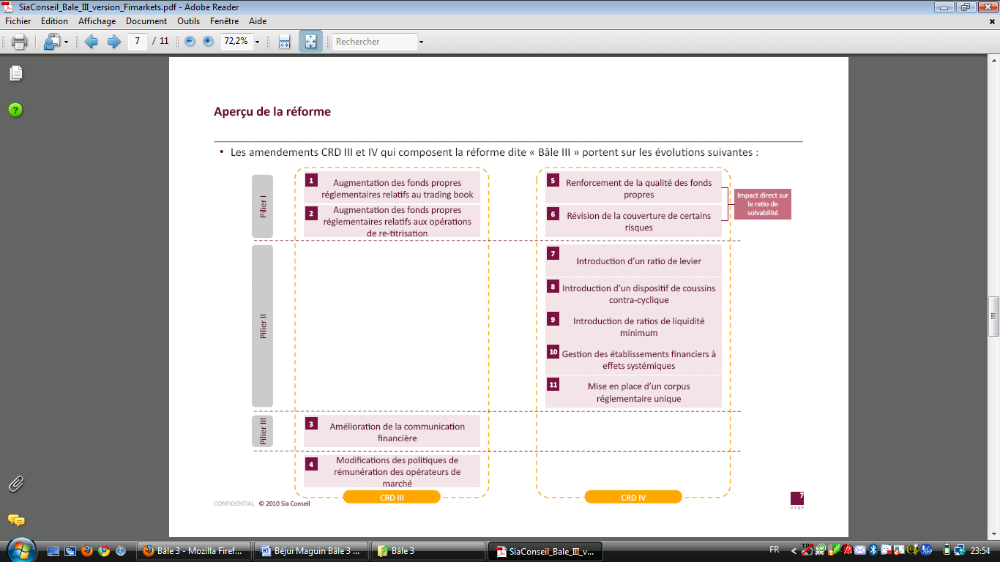 SiaConseil_Bale_III_version_Fimarkets.pdf - Adobe Reader
Fichier Edition Affichage Document Outils Fenêtre Aide
7 / 11 72,2% Rechercher
Aperçu de la réforme
• Les amendements CRD III et IV qui composent la réforme dite « Bâle III » portent sur les évolutions suivantes :
Pilier I
1 Augmentation des fonds propres
réglementaires relatifs au trading book
2 Augmentation des fonds propres
réglementaires relatifs aux opérations
de re-titrisation
5 Renforcement de la qualité des fonds
propres
6 Révision de la couverture de certains
risques
Impact direct sur
le ratio de
solvabilité
Pilier II
7 Introduction d'un ratio de levier
8 Introduction d'un dispositif de coussins
contra-cyclique
9 Introduction de ratios de liquidité
minimum
10 Gestion des établissements financiers à
effets systémiques
11 Mise en place d'un corpus
réglementaire unique
Pilier III
3 Amélioration de la communication
financière
4 Modifications des politiques de
rémunération des opérateurs de
marché
CRD III
CRD IV
CONFIDENTIAL © 2010 Sia Conseil
7
page
Bâle 3 - Mozilla Firef... Béjui Maguin Bâle 3 ... Bâle 3 SiaConseil_Bale_III_v... FR 23:54